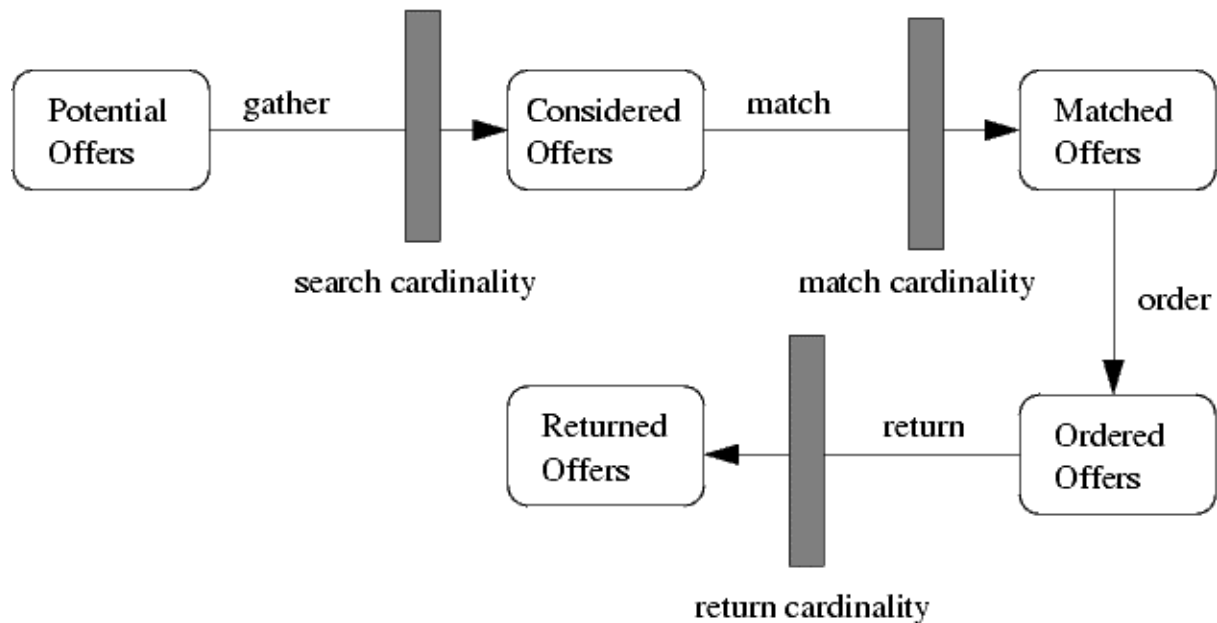 Potential
Offers
gather
Considered
Offers
match
Matched
Offers
search cardinality
match cardinality
order
Returned
Offers
return
Ordered
Offers
return cardinality